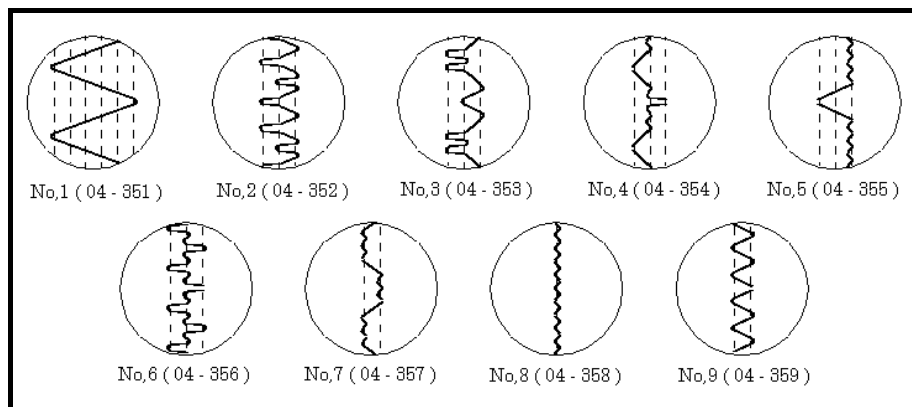 No,1 ( 04 - 351 )
No,2 ( 04 - 352 )
No,3 ( 04 - 353 )
No,4 ( 04 - 354 )
No,5 ( 04 - 355 )
No,6 ( 04 - 356 )
No,7 ( 04 - 357 )
No,8 ( 04 - 358 )
No,9 ( 04 - 359 )